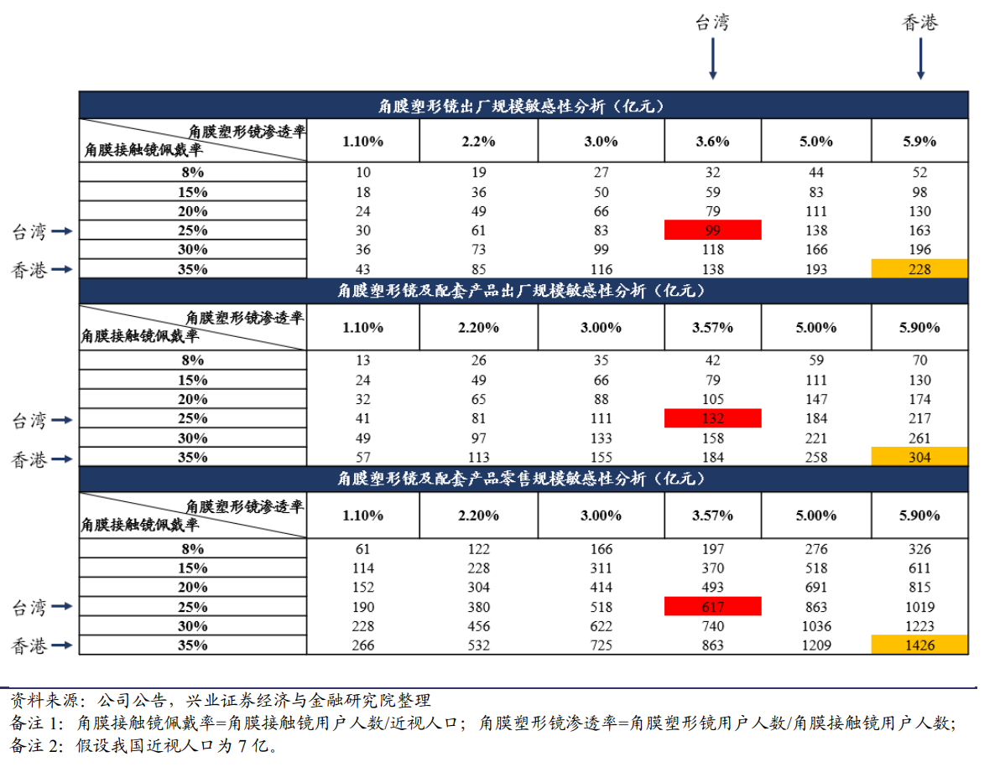 台湾 香港
角膜塑形镜出厂规模敏感性分析（亿元）
角膜塑形镜渗透率
角膜接触镜佩戴率
1.10% 2.2% 3.0% 3.6% 5.0% 5.9%
8% 10 19 27 32 44 52
15% 18 36 50 59 83 98
20% 24 49 66 79 111 130
台湾 25% 30 61 83 99 138 163
30% 36 73 99 118 166 196
香港 35% 43 85 116 138 193 228
角膜塑形镜及配套产品出厂规模敏感性分析（亿元）
角膜塑形镜渗透率
角膜接触镜佩戴率
1.10% 2.20% 3.00% 3.57% 5.00% 5.90%
8% 13 26 35 42 59 70
15% 24 49 66 79 111 130
20% 32 65 88 105 147 174
台湾 25% 41 81 111 132 184 217
30% 49 97 133 158 221 261
香港 35% 57 113 155 184 258 304
角膜塑形镜及配套产品零售规模敏感性分析（亿元）
角膜塑形镜渗透率
角膜接触镜佩戴率
1.10% 2.20% 3.00% 3.57% 5.00% 5.90%
8% 61 122 166 197 276 326
15% 114 228 311 370 518 611
20% 152 304 414 493 691 815
台湾 25% 190 380 518 617 863 1019
30% 228 456 622 740 1036 1223
香港 35% 266 532 725 863 1209 1426
资料来源：公司公告，兴业证券经济与金融研究院整理
备注 1：角膜接触镜佩戴率=角膜接触镜用户人数/近视人口；角膜塑形镜渗透率=角膜塑形镜用户人数/角膜接触镜用户人数；
备注 2：假设我国近视人口为 7 亿。